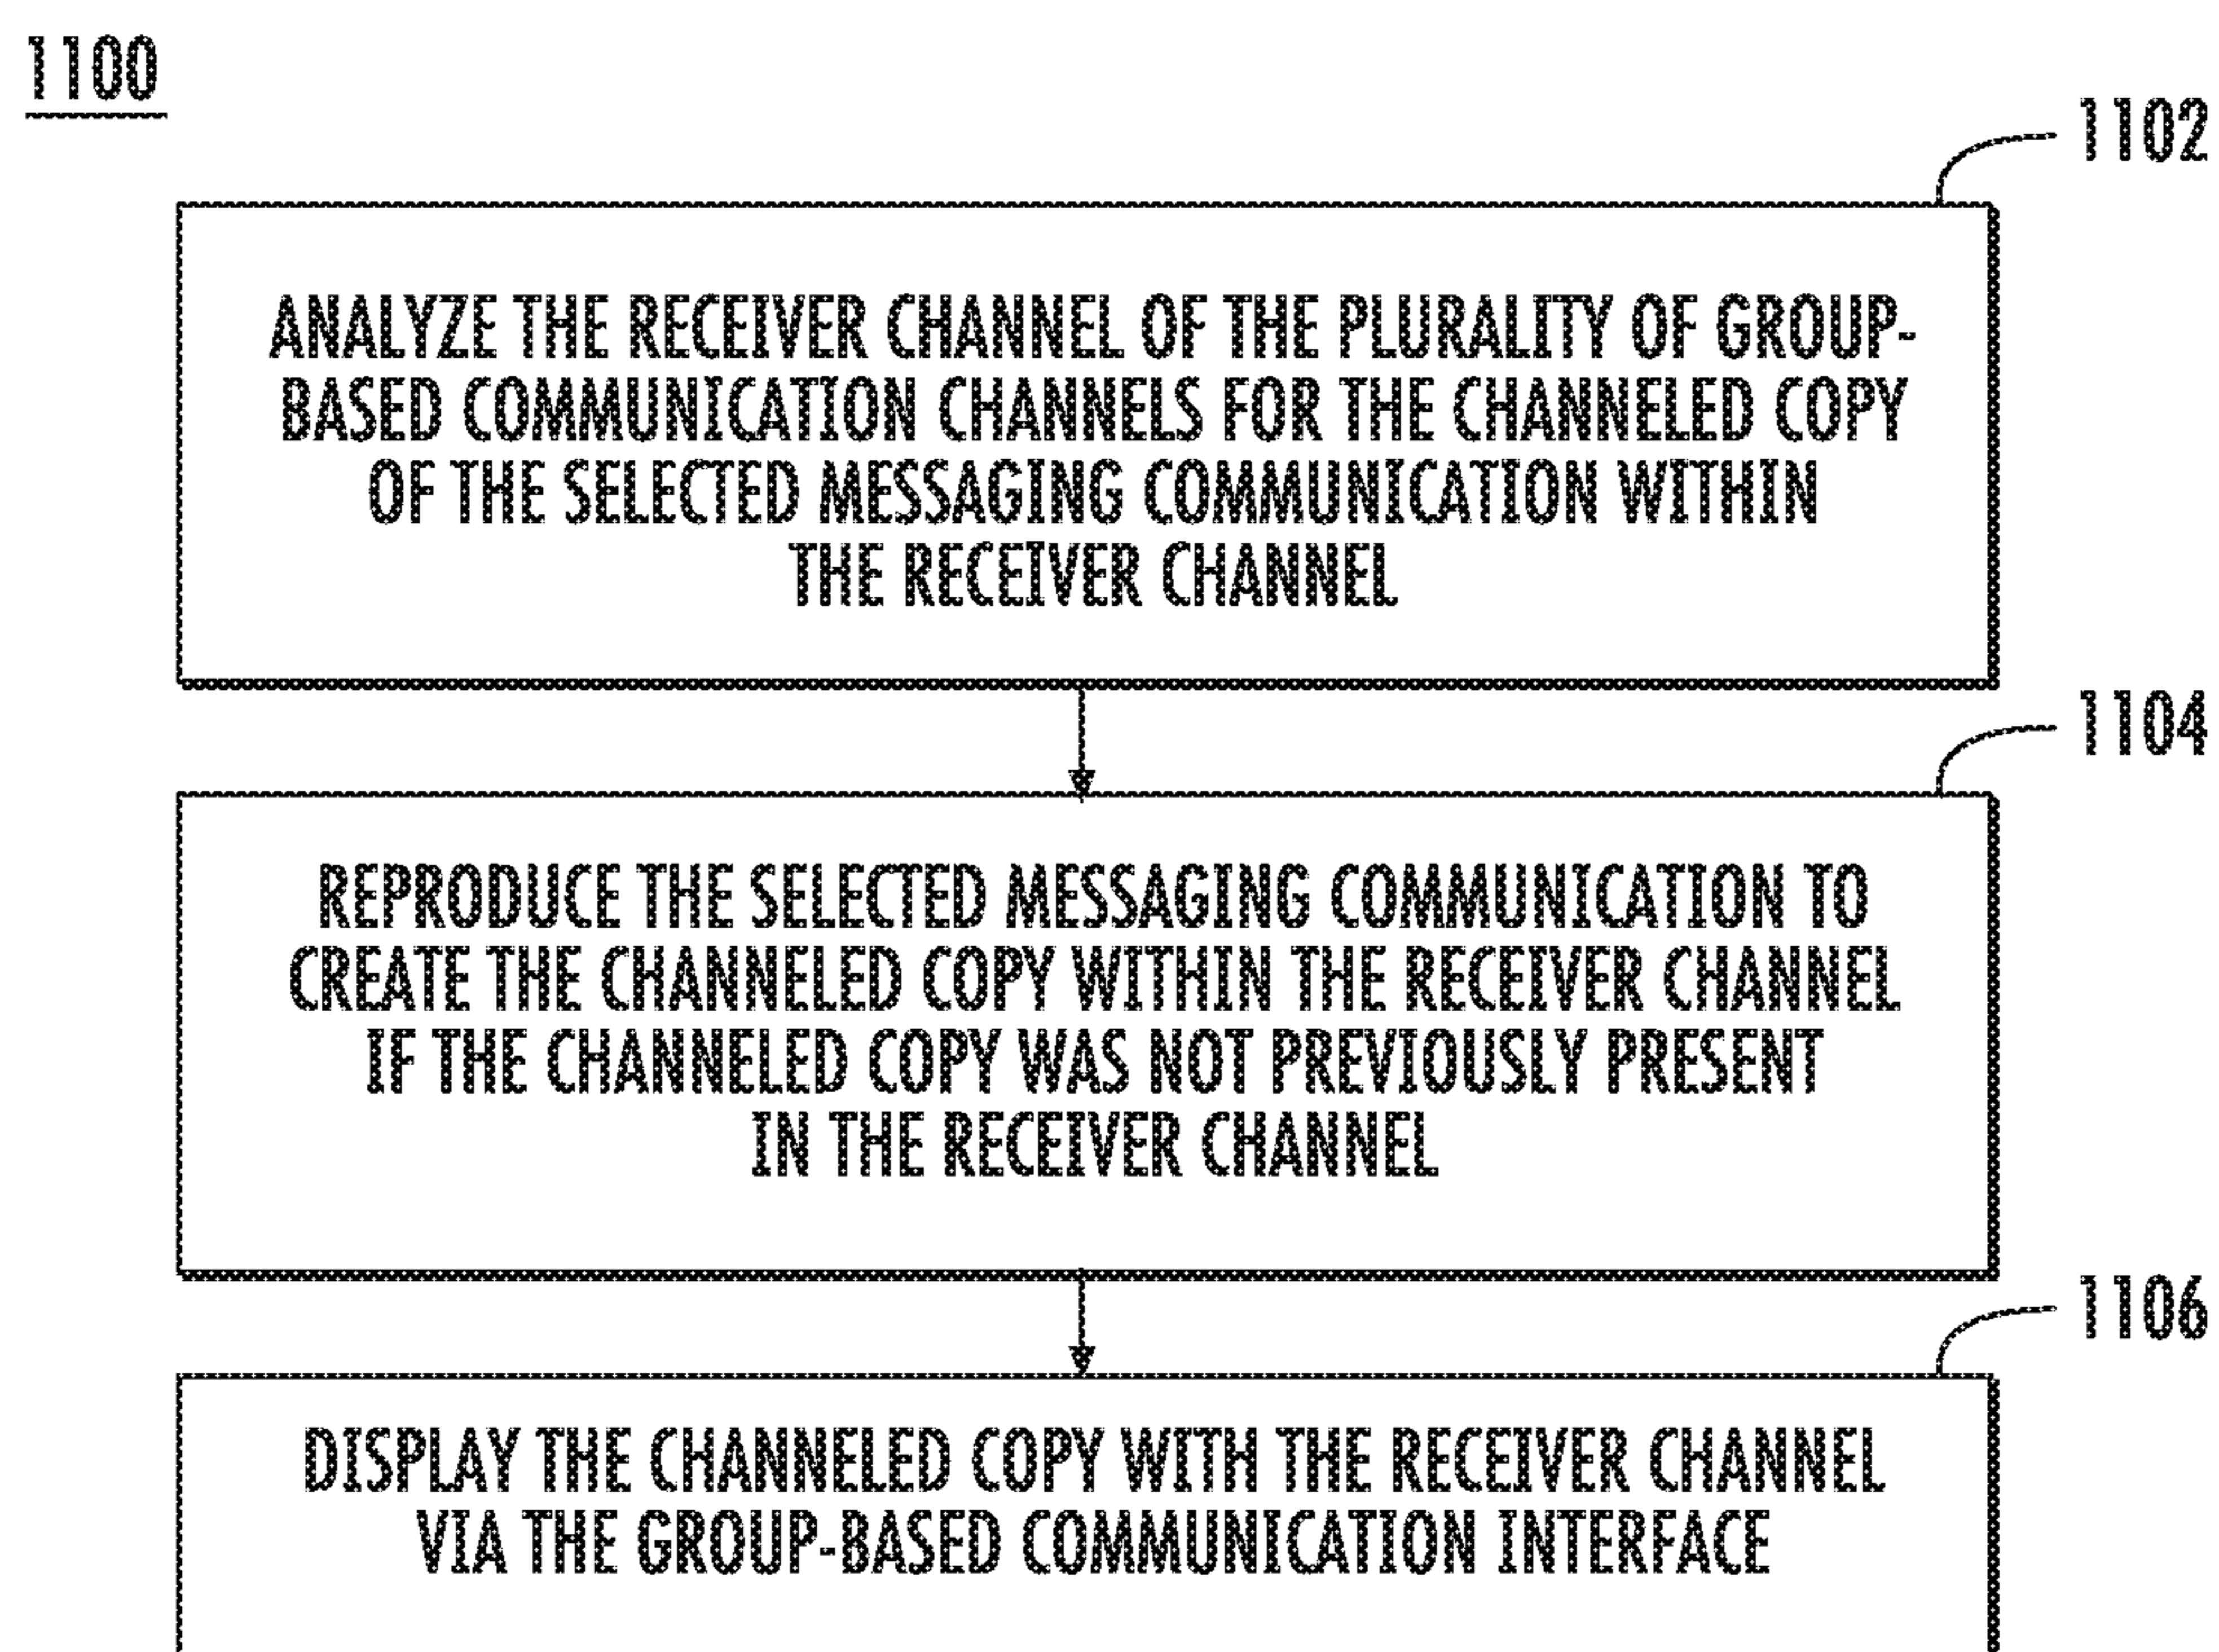 1100
1102
ANALYZE THE RECEIVER CHANNEL OF THE PLURALITY OF GROUP-
BASED COMMUNICATION CHANNELS FOR THE CHANNELED COPY
OF THE SELECTED MESSAGING COMMUNICATION WITHIN
THE RECEIVER CHANNEL
1104
REPRODUCE THE SELECTED MESSAGING COMMUNICATION TO
CREATE THE CHANNELED COPY WITHIN THE RECEIVER CHANNEL
IF THE CHANNELED COPY WAS NOT PREVIOUSLY PRESENT
IN THE RECEIVER CHANNEL
1106
DISPLAY THE CHANNELED COPY WITH THE RECEIVER CHANNEL
VIA THE GROUP-BASED COMMUNICATION INTERFACE